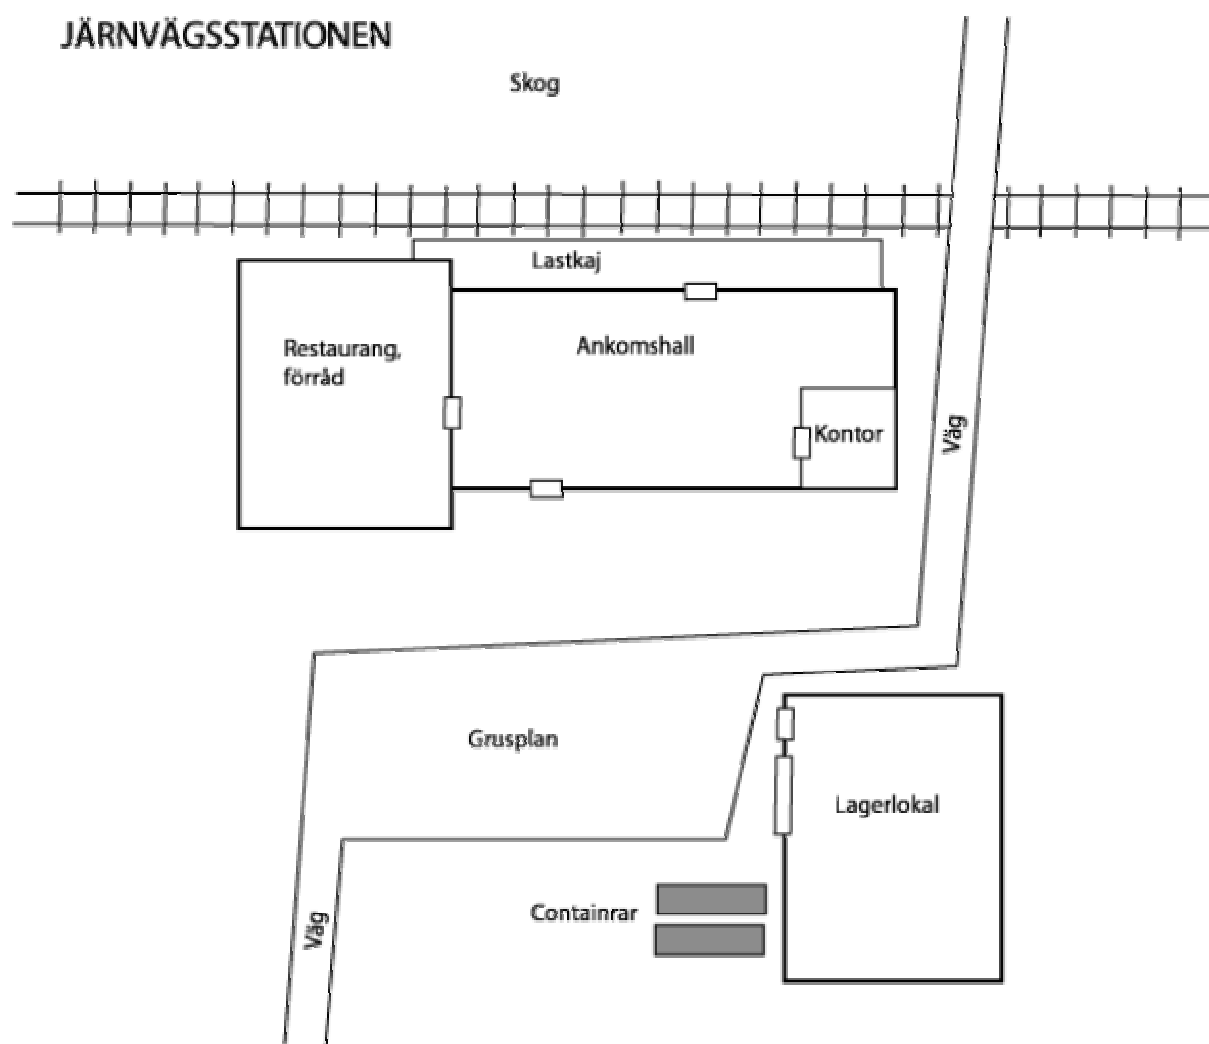 JÄRNVÄGSSTATIONEN
Skog
Lastkaj
Restaurang,
förråd
Ankomshall
Kontor
Väg
Grusplan
Lagerlokal
Containrar
Väg